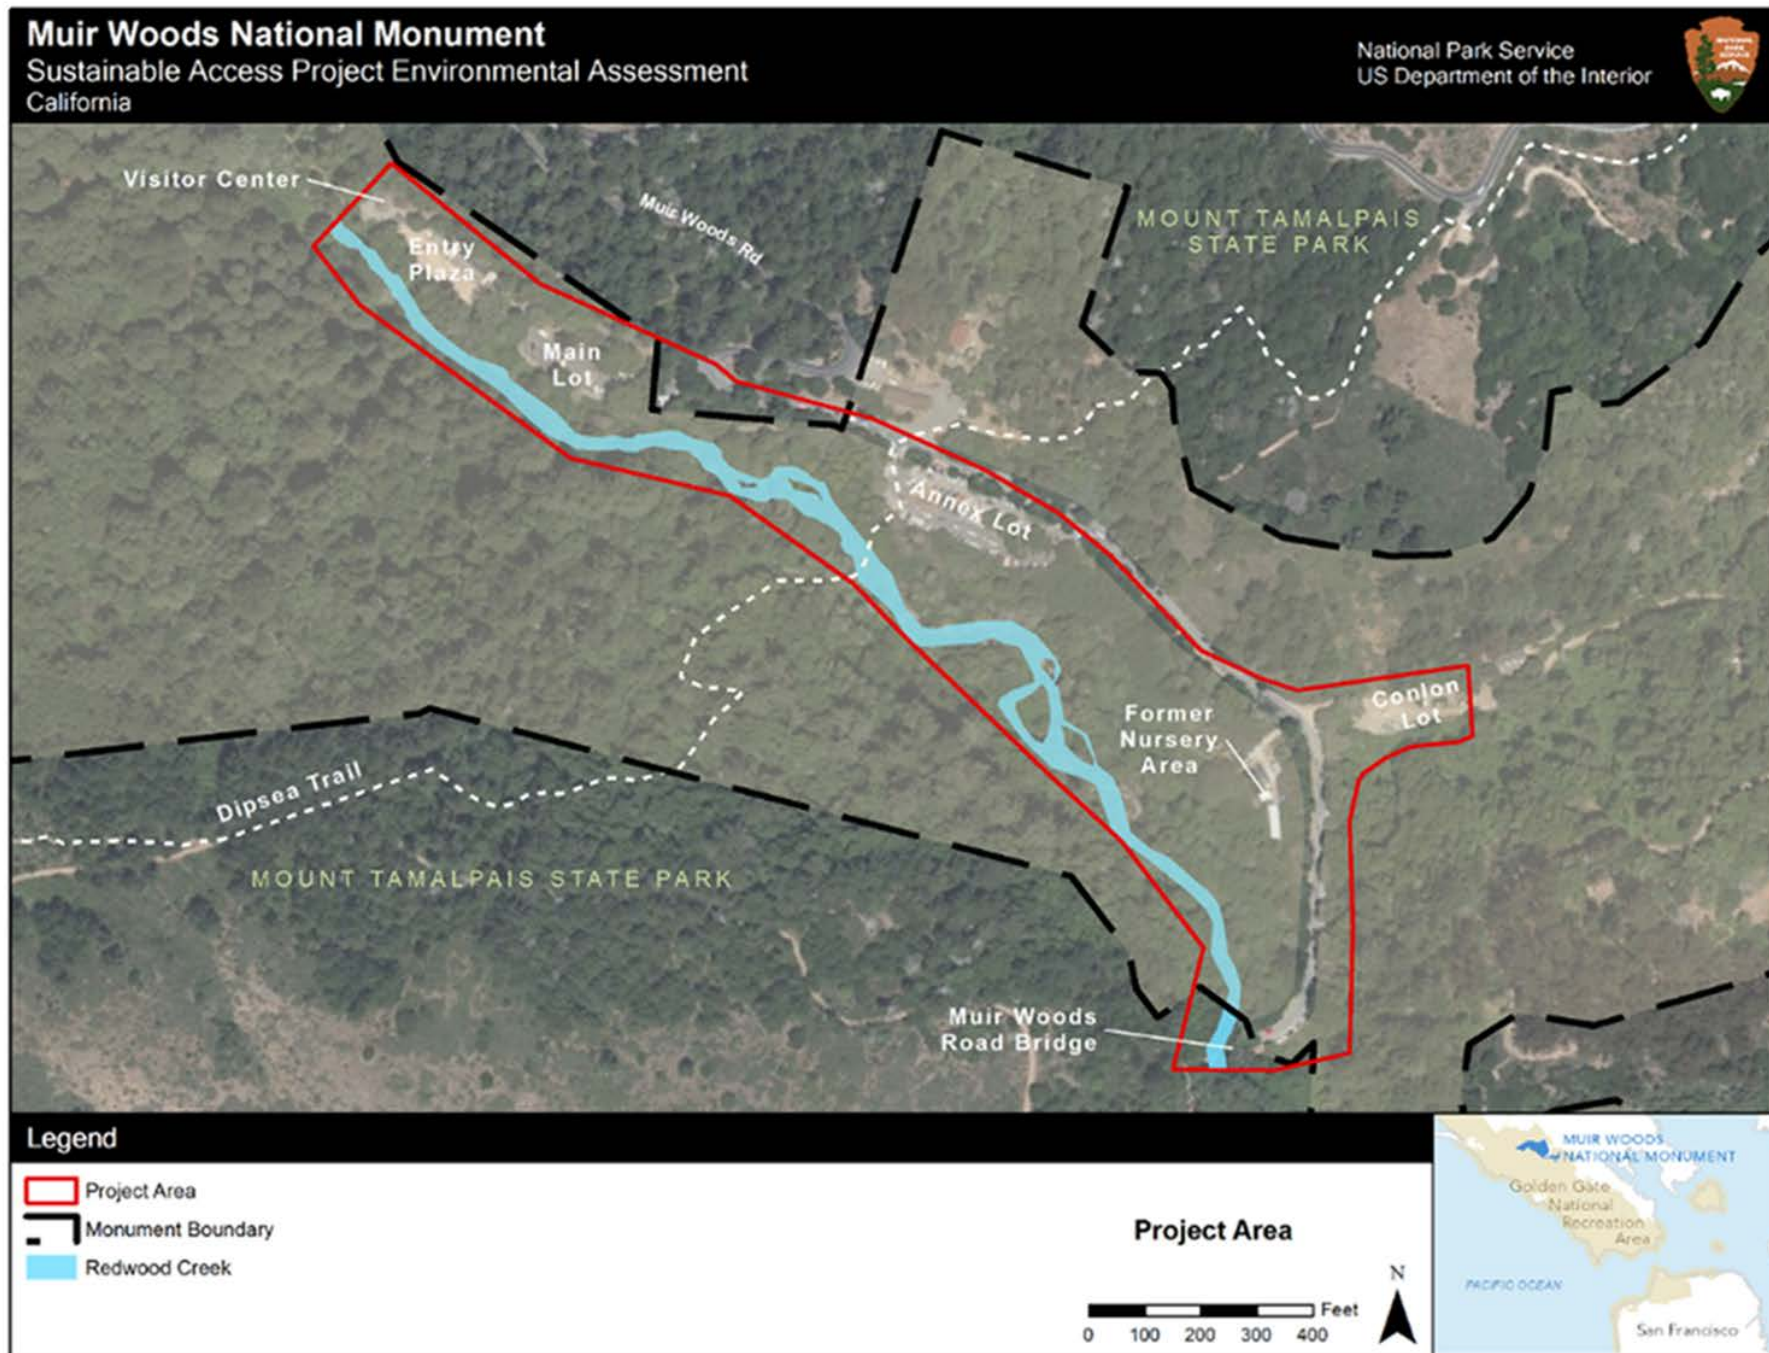 Muir Woods National Monument
Sustainable Access Project Environmental Assessment
California
National Park Service
US Department of the Interior
Visitor Center
Entry
Plaza
Muir Woods Rd
MOUNT TAMALPAIS
STATE PARK
Main
Lot
Annex Lot
Conlon
Lot
Former
Nursery
Area
Dipsea Trail
MOUNT TAMALPAIS STATE PARK
Muir Woods
Road Bridge
Legend
Project Area
Monument Boundary
Redwood Creek
Project Area
N
Feet
0 100 200 300 400
MUIR WOODS
NATIONAL MONUMENT
Golden Gate
National
Recreation
Area
PACIFIC OCEAN
San Francisco